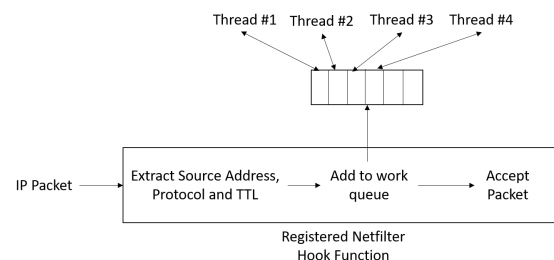 Thread #1 Thread #2 Thread #3 Thread #4
IP Packet
Extract Source Address,
Protocol and TTL
Add to work
queue
Accept
Packet
Registered Netfilter
Hook Function